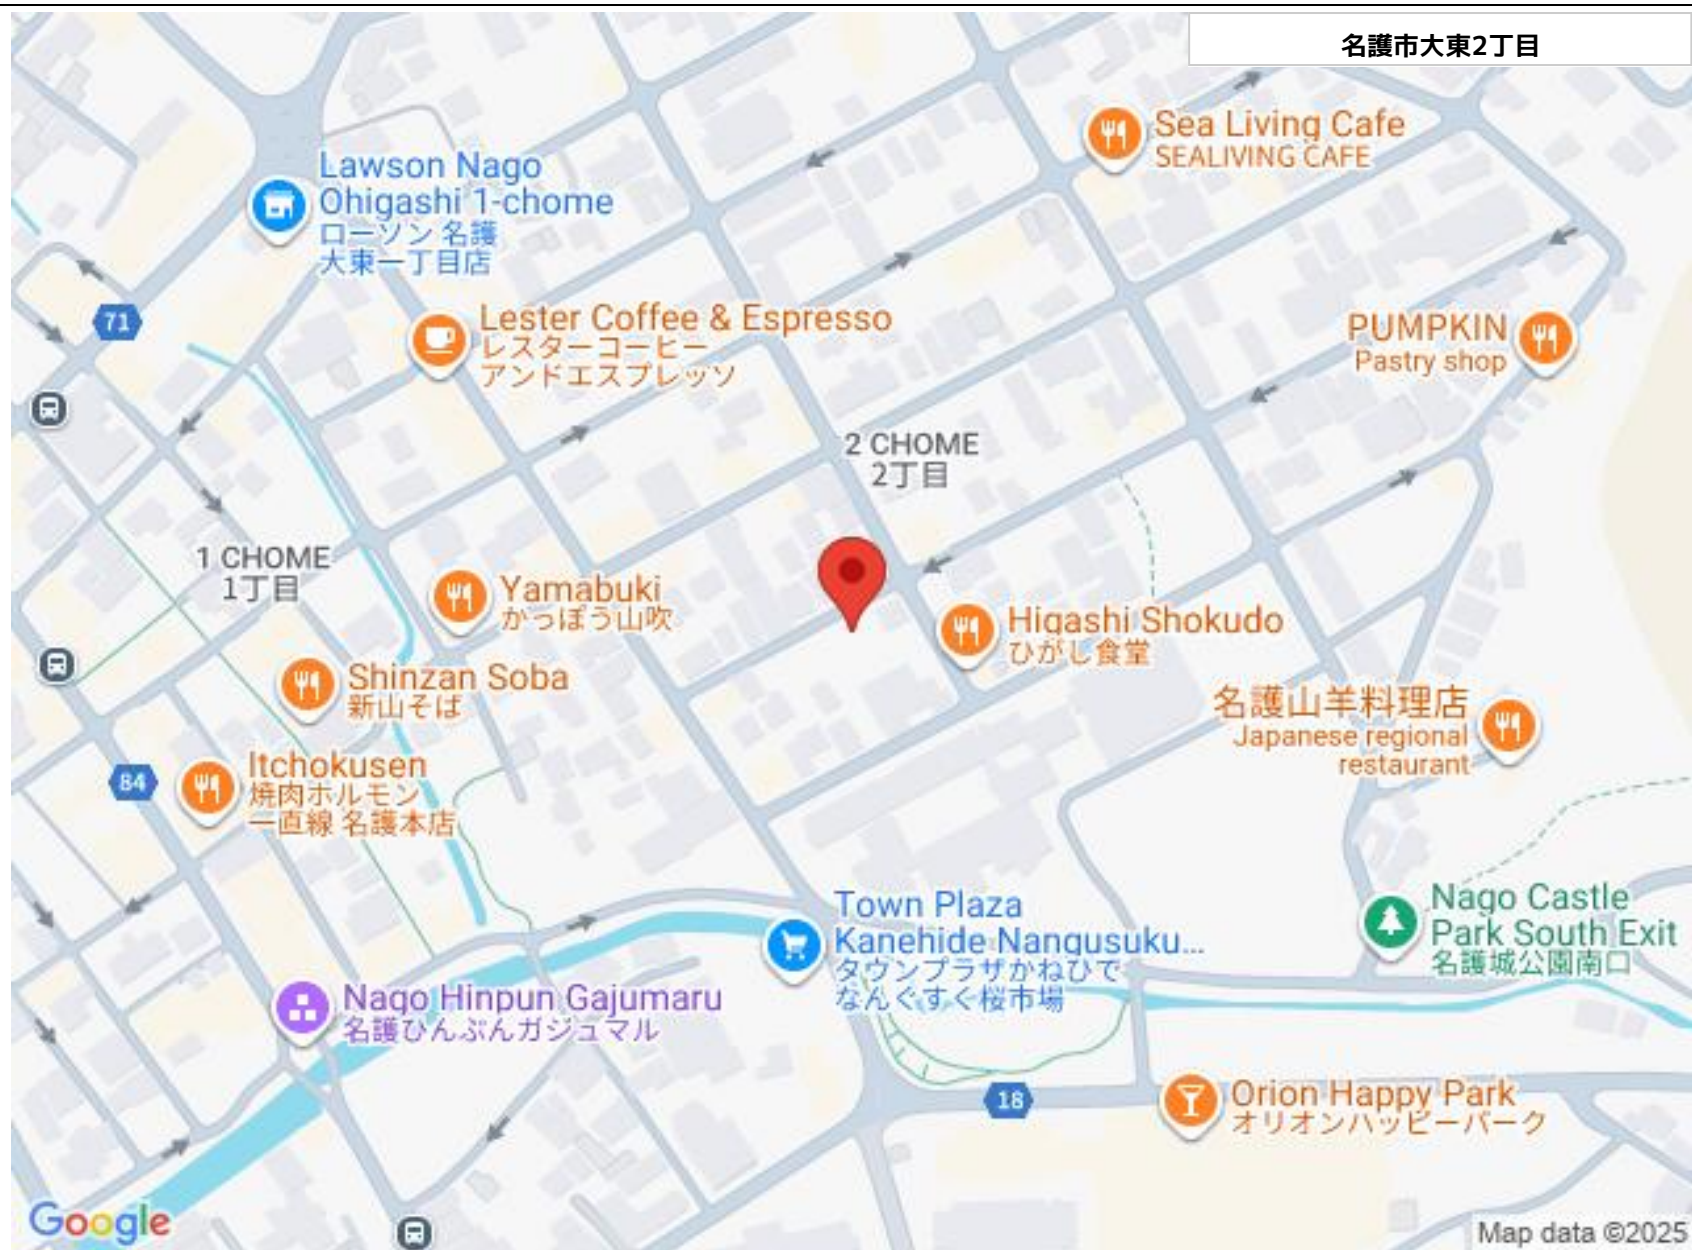 名護市大東2丁目
Sea Living Cafe
SEALIVING CAFE
Lawson Nago
Ohigashi 1-chome
ローソン 名護
大東一丁目店
71
Lester Coffee & Espresso
レスターコーヒー
アンドエスプレッソ
PUMPKIN
Pastry shop
2 CHOME
2丁目
1 CHOME
1丁目
Yamabuki
かっぽう山吹
Higashi Shokudo
ひがし食堂
Shinzan Soba
新山そば
名護山羊料理店
Japanese regional
restaurant
84
Itchokusen
焼肉ホルモン
一直線 名護本店
Town Plaza
Kanehide Nangusuku...
タウンプラザかねひで
なんぐすく桜市場
Nago Castle
Park South Exit
名護城公園南口
Nago Hinpun Gajumaru
名護ひんぷんガジュマル
18
Orion Happy Park
オリオンハッピーパーク
Google
Map data ©2025